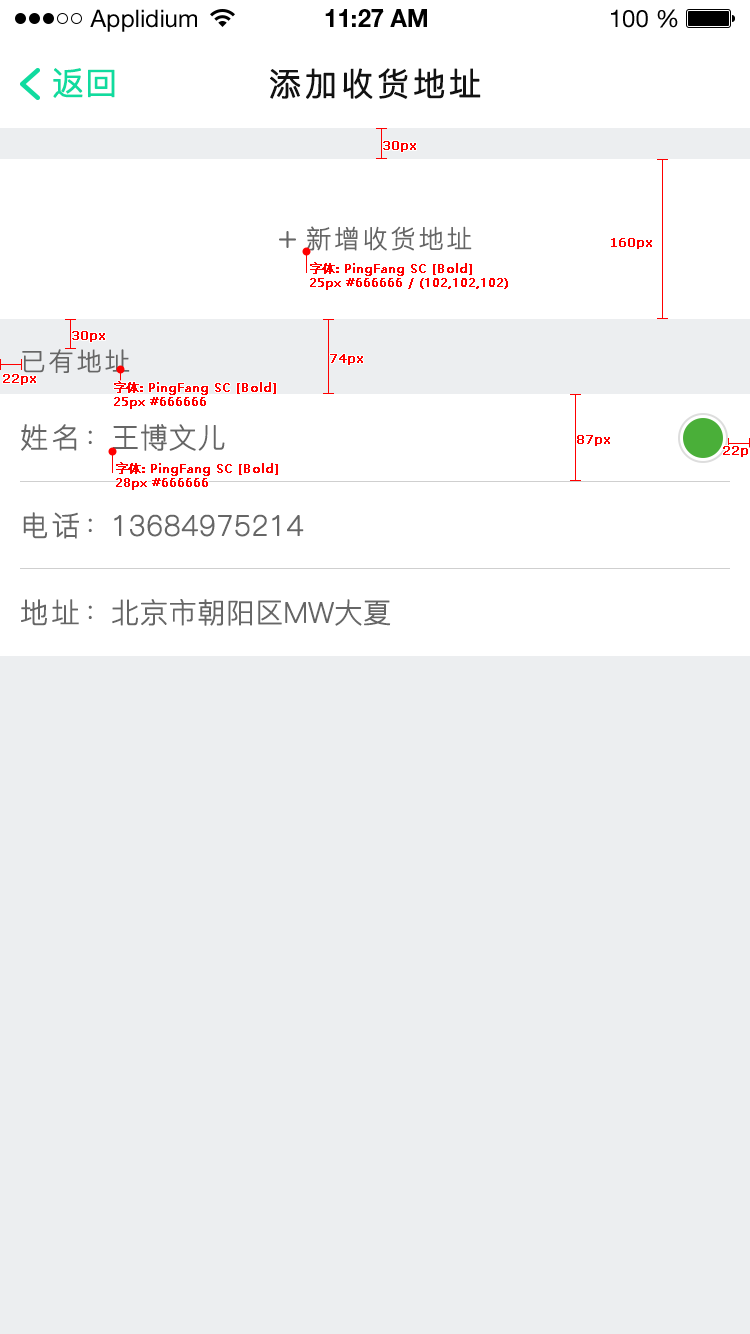 ●●●○○ Applidium 11:27 AM 100 %
返回 添加收货地址
30px
160px
+ 新增收货地址
字体: PingFang SC [Bold]
25px #666666 / (102,102,102)
30px
74px
已有地址
22px
字体: PingFang SC [Bold]
25px #666666
姓名：王博文儿
87px
22p
字体: PingFang SC [Bold]
28px #666666
电话：13684975214
地址：北京市朝阳区MW大夏